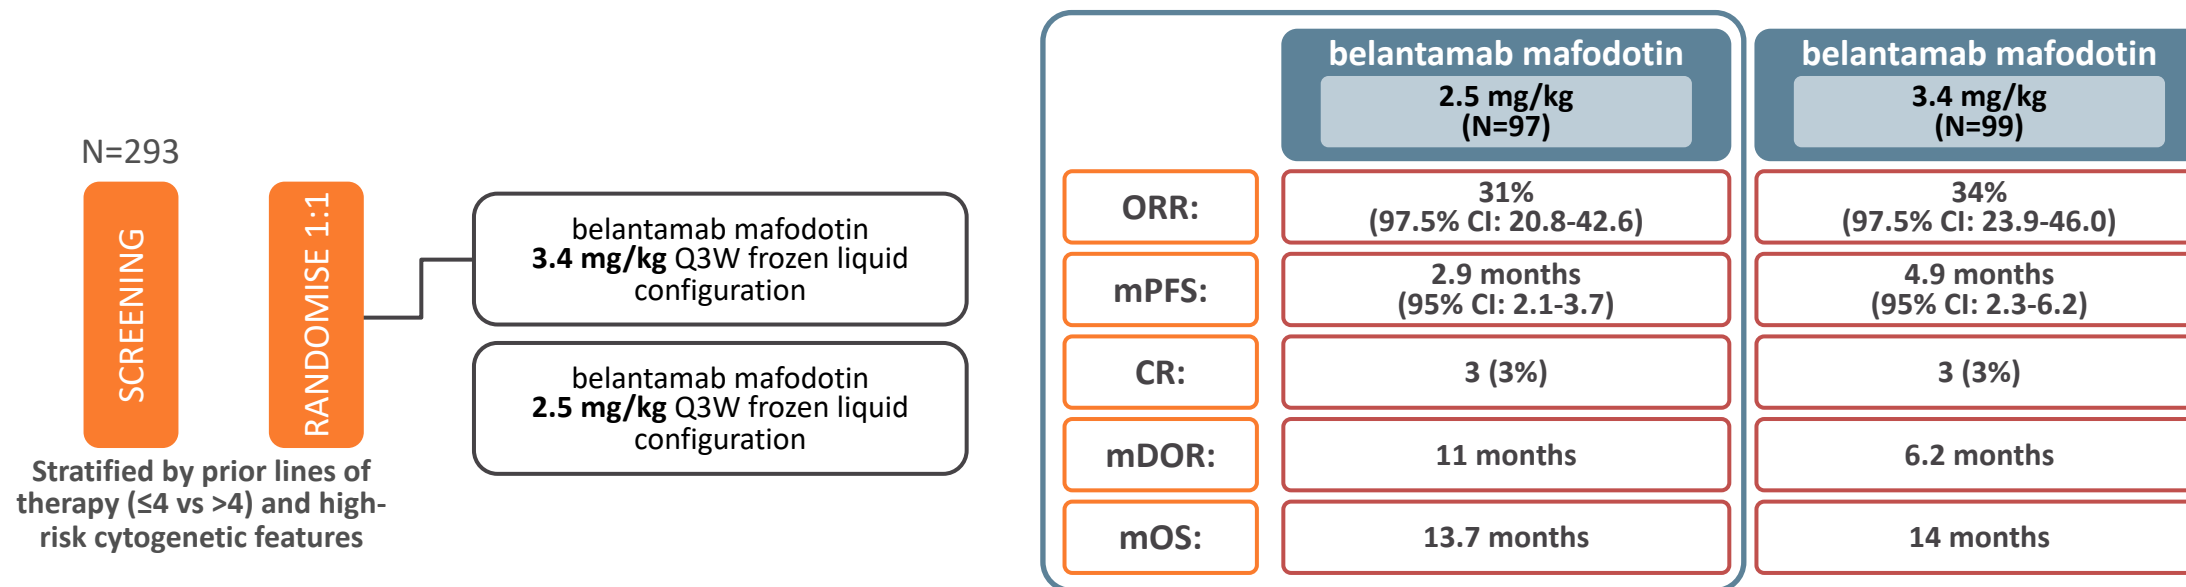 N=293
SCREENING
RANDOMISE 1:1
Stratified by prior lines of
therapy (≤4 vs >4) and high-
risk cytogenetic features
belantamab mafodotin
3.4 mg/kg Q3W frozen liquid
configuration
belantamab mafodotin
2.5 mg/kg Q3W frozen liquid
configuration
belantamab mafodotin
2.5 mg/kg
(N=97)
belantamab mafodotin
3.4 mg/kg
(N=99)
ORR:
31%
(97.5% CI: 20.8-42.6)
34%
(97.5% CI: 23.9-46.0)
mPFS:
2.9 months
(95% CI: 2.1-3.7)
4.9 months
(95% CI: 2.3-6.2)
CR:
3 (3%)
3 (3%)
mDOR:
11 months
6.2 months
mOS:
13.7 months
14 months